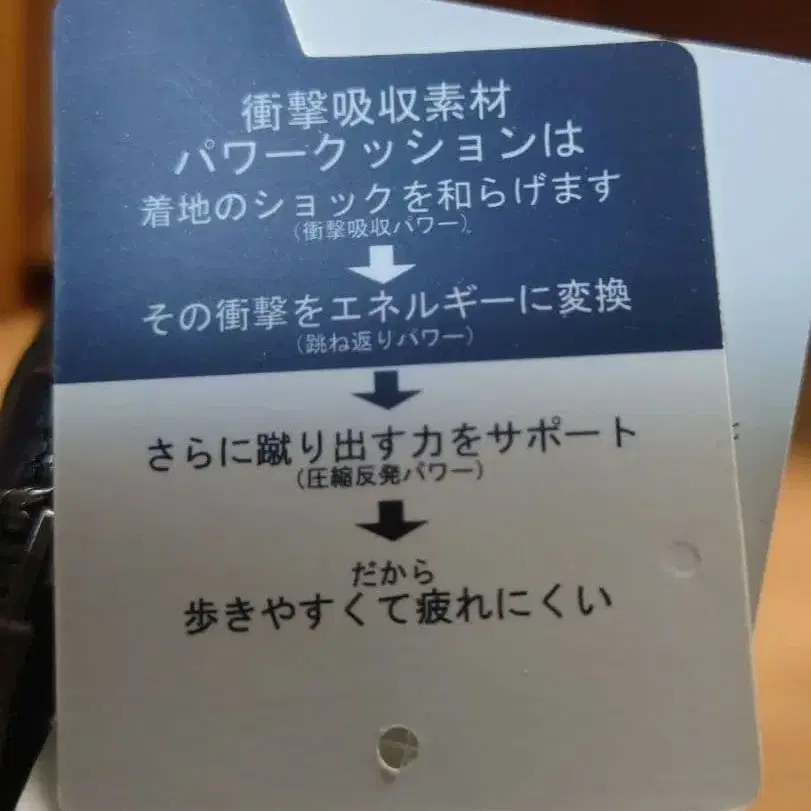 衝撃吸収素材
パワークッションは
着地のショックを和らげます
(衝撃吸収パワー)
その衝撃をエネルギーに変換
(跳ね返りパワー)
さらに蹴り出す力をサポート
(圧縮反発パワー)
だから
歩きやすくて疲れにくい